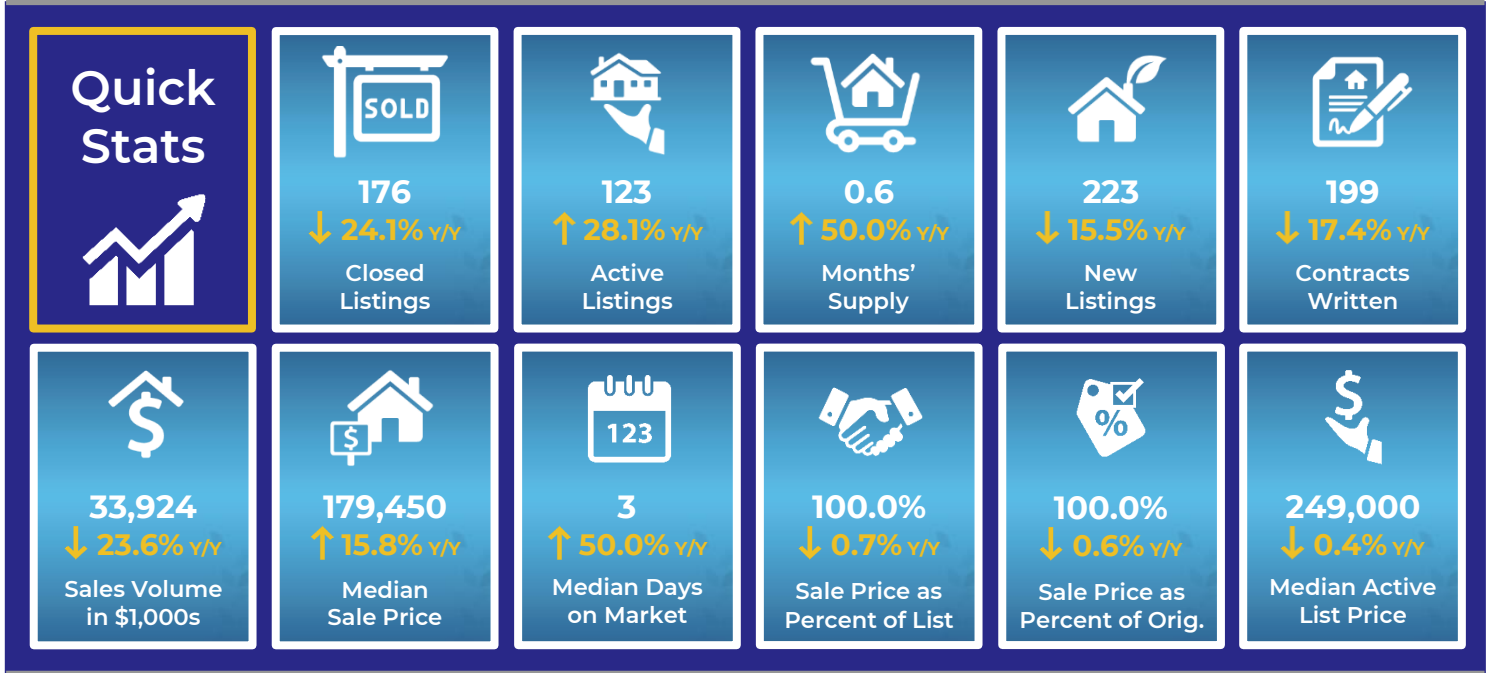 Quick
Stats
SOLD
176
↓ 24.1% Y/Y
Closed
Listings
123
↑ 28.1% Y/Y
Active
Listings
0.6
↑ 50.0% Y/Y
Months’
Supply
223
↓ 15.5% Y/Y
New
Listings
199
↓ 17.4% Y/Y
Contracts
Written
$
33,924
↓ 23.6% Y/Y
Sales Volume
in $1,000s
$
179,450
↑ 15.8% Y/Y
Median
Sale Price
123
3
↑ 50.0% Y/Y
Median Days
on Market
100.0%
↓ 0.7% Y/Y
Sale Price as
Percent of List
%
100.0%
↓ 0.6% Y/Y
Sale Price as
Percent of Orig.
$
249,000
↓ 0.4% Y/Y
Median Active
List Price